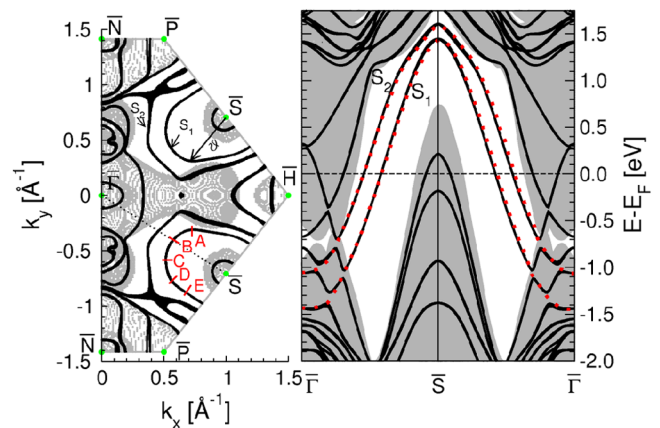 N̅ P̅
1.5
1
0.5
0
-0.5
-1
-1.5
k_y [Å⁻¹]
S₂ S₁ ϑ S̅
Γ̅ H̅
A
B
C
D
E
S̅
N̅ P̅
0 0.5 1 1.5
k_x [Å⁻¹]
S₂ S₁
1.5
1.0
0.5
0.0
-0.5
-1.0
-1.5
-2.0
E-E_F [eV]
Γ̅ S̅ Γ̅